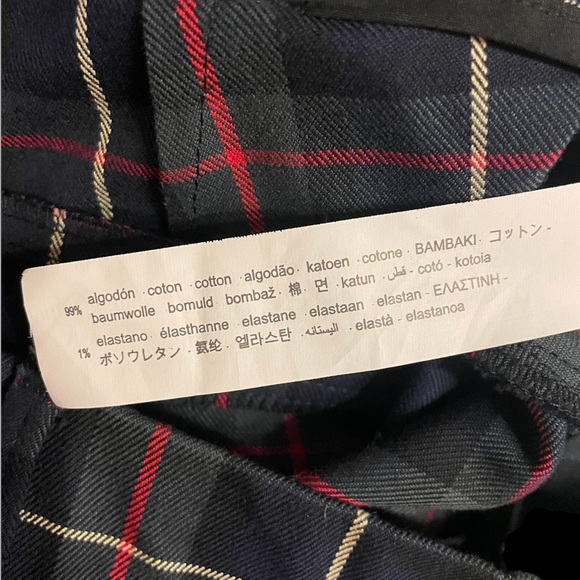 99% algodón · coton · cotton · algodão · katoen · cotone · BAMBAKI · コットン -
baumwolle · bomuld · bombaž · 棉 · 면 · katun · قطن · - cotó - kotoia
1% elastano · élasthanne · elastane · elastaan · elastan - ΕΛΑΣΤΙΝΗ -
ポソウレタン · 氨纶 · 엘라스탄 · اليستانه · elastà - elastanoa